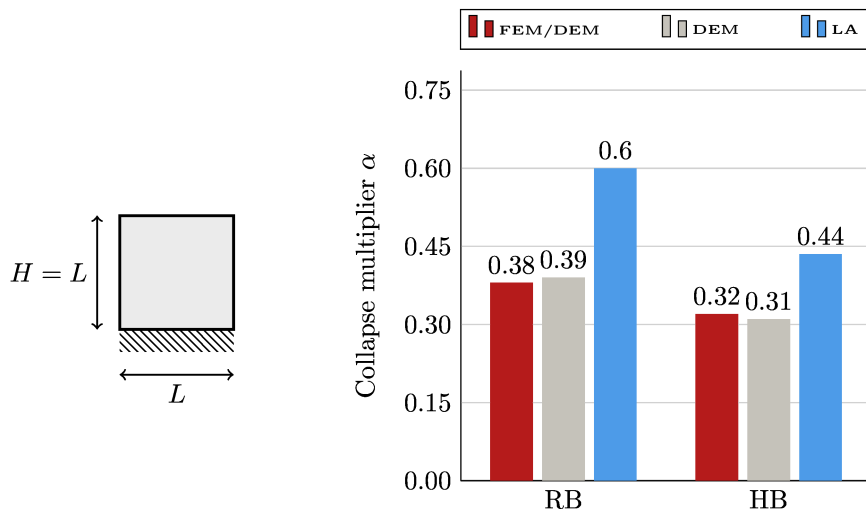 FEM/DEM DEM LA
Collapse multiplier α
0.75
0.60
0.45
0.30
0.15
0.00
0.38
0.39
0.6
0.32
0.31
0.44
RB
HB
H = L
L